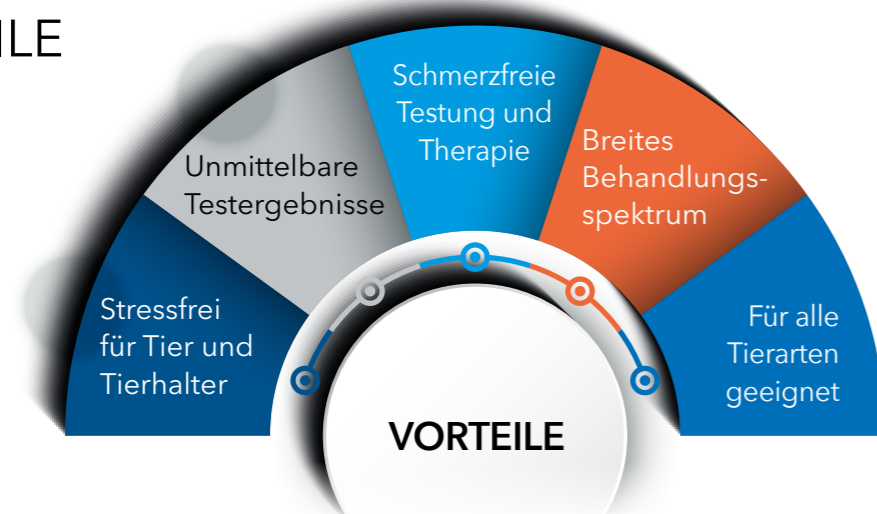 ILE
Schmerzfreie
Testung und
Therapie
Unmittelbare
Testergebnisse
Breites
Behandlungs-
spektrum
Stressfrei
für Tier und
Tierhalter
Für alle
Tierarten
geeignet
VORTEILE